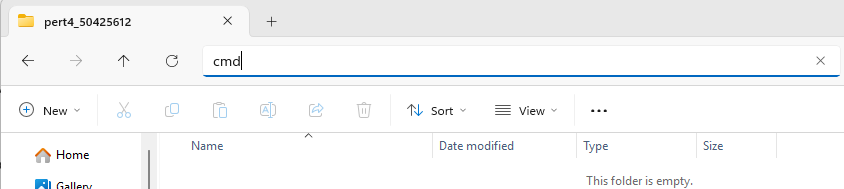 pert4_50425612
cmd
New Sort View
Name Date modified Type Size
Home
This folder is empty.
Gallery